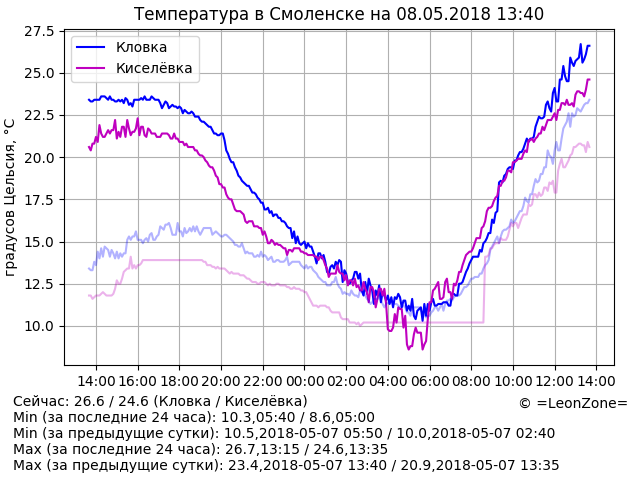 Температура в Смоленске на 08.05.2018 13:40
27.5
25.0
22.5
20.0
17.5
15.0
12.5
10.0
градусов Цельсия, °C
Кловка
Киселёвка
14:00 16:00 18:00 20:00 22:00 00:00 02:00 04:00 06:00 08:00 10:00 12:00 14:00
Сейчас: 26.6 / 24.6 (Кловка / Киселёвка)
© =LeonZone=
Min (за последние 24 часа): 10.3,05:40 / 8.6,05:00
Min (за предыдущие сутки): 10.5,2018-05-07 05:50 / 10.0,2018-05-07 02:40
Max (за последние 24 часа): 26.7,13:15 / 24.6,13:35
Max (за предыдущие сутки): 23.4,2018-05-07 13:40 / 20.9,2018-05-07 13:35